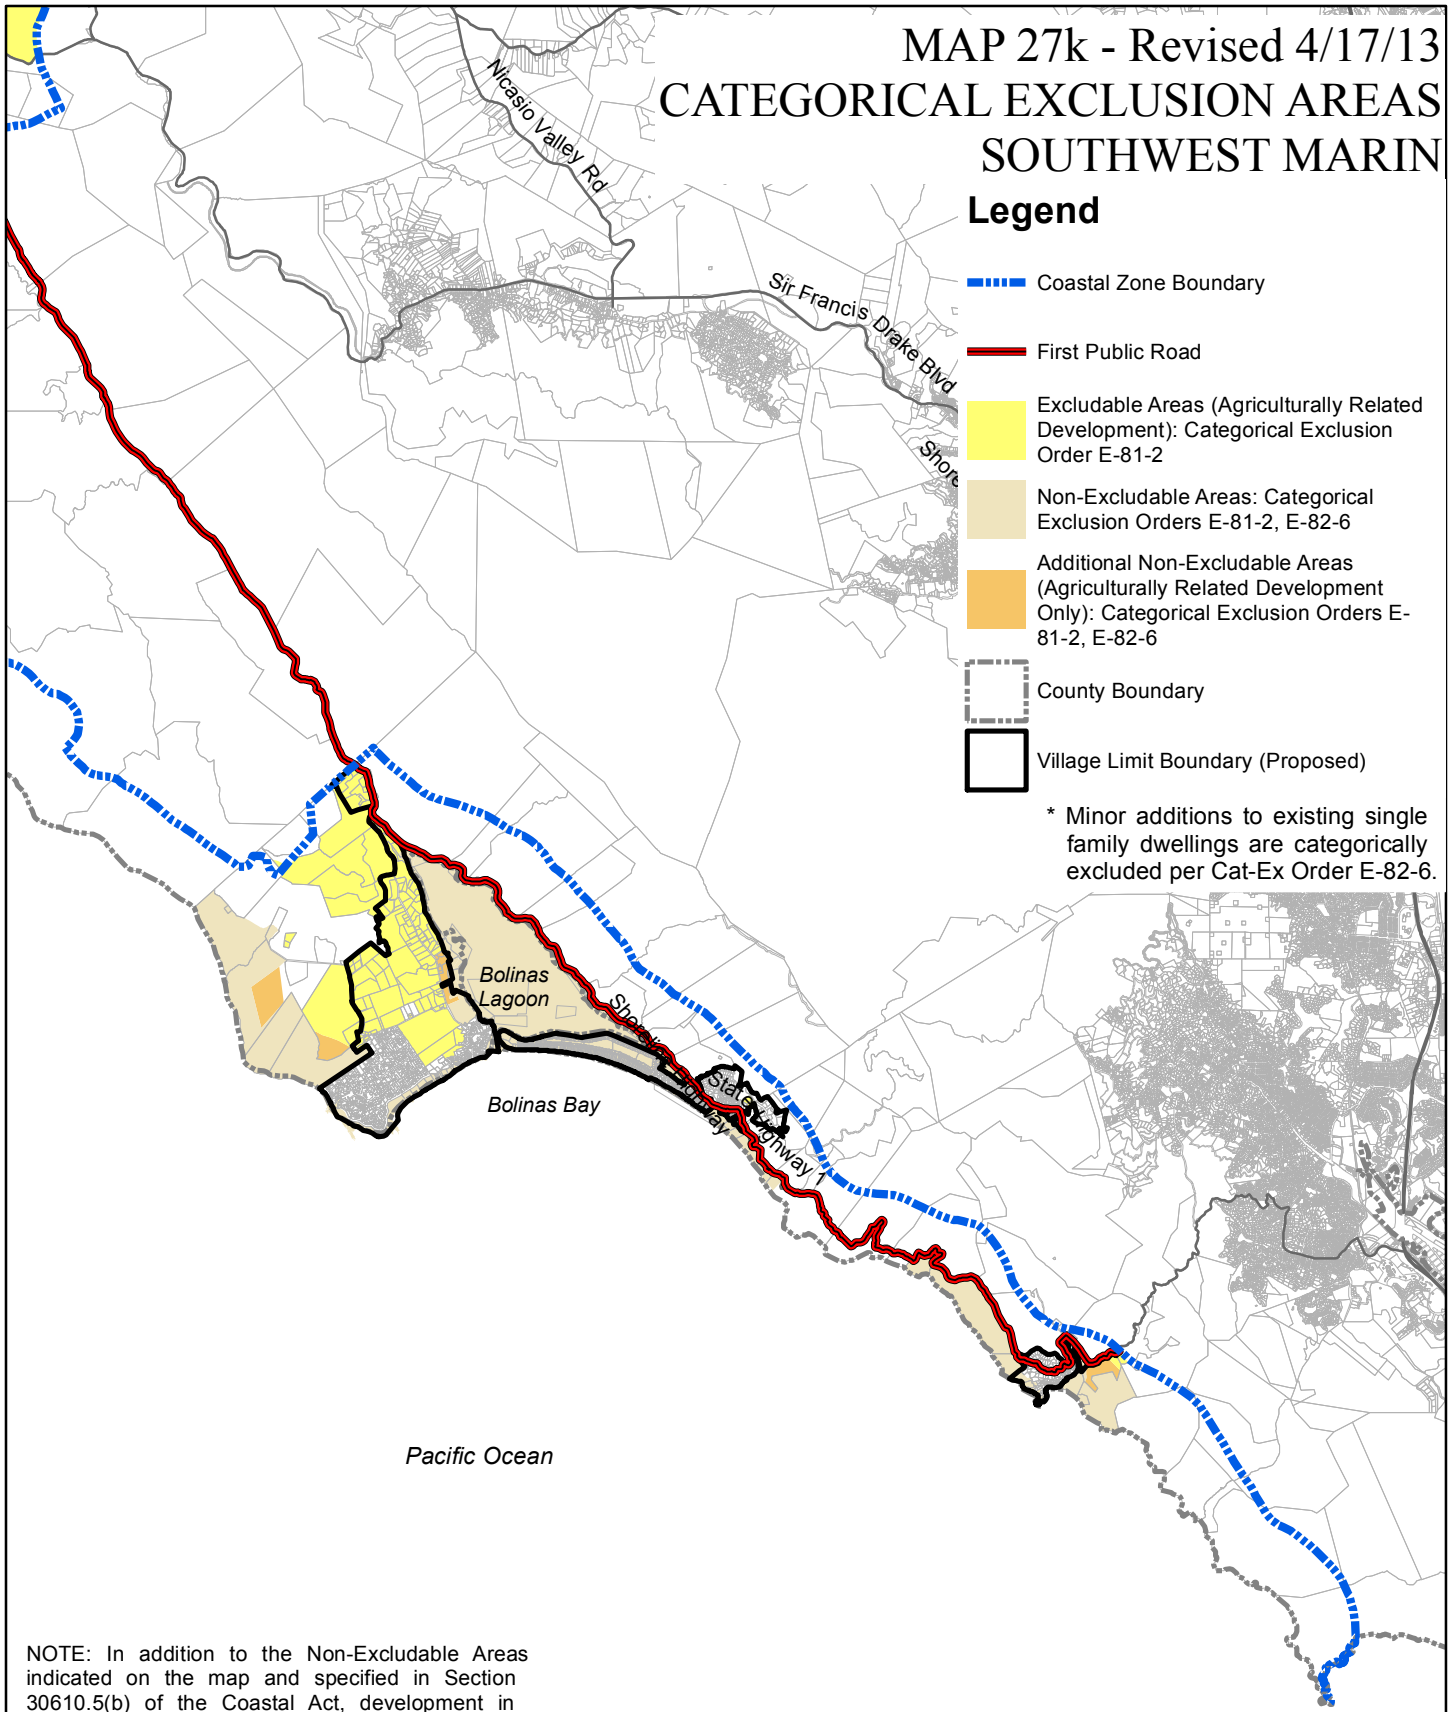 MAP 27k - Revised 4/17/13
CATEGORICAL EXCLUSION AREAS
SOUTHWEST MARIN
Legend
Coastal Zone Boundary
First Public Road
Excludable Areas (Agriculturally Related
Development): Categorical Exclusion
Order E-81-2
Non-Excludable Areas: Categorical
Exclusion Orders E-81-2, E-82-6
Additional Non-Excludable Areas
(Agriculturally Related Development
Only): Categorical Exclusion Orders E-
81-2, E-82-6
County Boundary
Village Limit Boundary (Proposed)
* Minor additions to existing single
family dwellings are categorically
excluded per Cat-Ex Order E-82-6.
Nicasio Valley Rd
Sir Francis Drake Blvd
Shore
Bolinas
Lagoon
Shoreline Highway
State Highway 1
Bolinas Bay
Pacific Ocean
NOTE: In addition to the Non-Excludable Areas
indicated on the map and specified in Section
30610.5(b) of the Coastal Act, development in